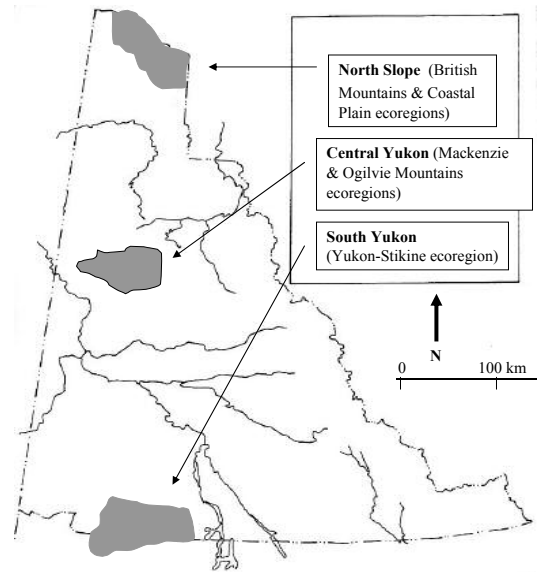 North Slope (British
Mountains & Coastal
Plain ecoregions)
Central Yukon (Mackenzie
& Ogilvie Mountains
ecoregions)
South Yukon
(Yukon-Stikine ecoregion)
N
0 100 km